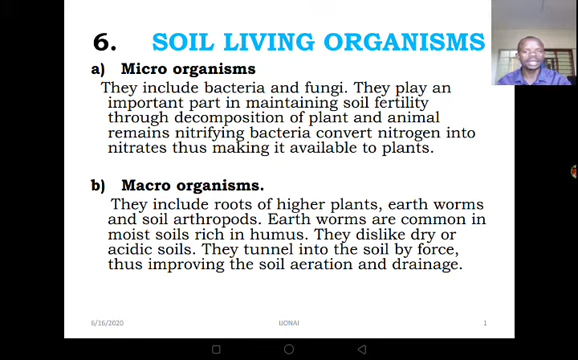 6. SOIL LIVING ORGANISMS
a) Micro organisms
They include bacteria and fungi. They play an
important part in maintaining soil fertility
through decomposition of plant and animal
remains nitrifying bacteria convert nitrogen into
nitrates thus making it available to plants.
b) Macro organisms.
They include roots of higher plants, earth worms
and soil arthropods. Earth worms are common in
moist soils rich in humus. They dislike dry or
acidic soils. They tunnel into the soil by force,
thus improving the soil aeration and drainage.
6/16/2020 IJONAI 1